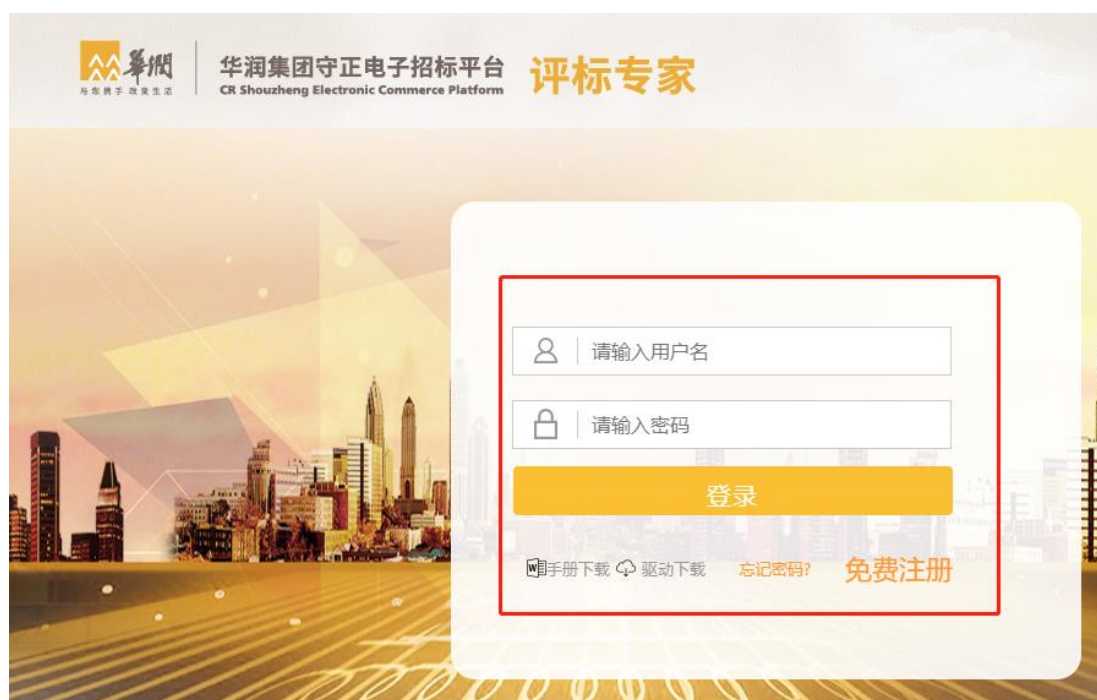 華潤
与您携手 改变生活
华润集团守正电子招标平台
CR Shouzheng Electronic Commerce Platform
评标专家
请输入用户名
请输入密码
登录
手册下载 驱动下载 忘记密码? 免费注册